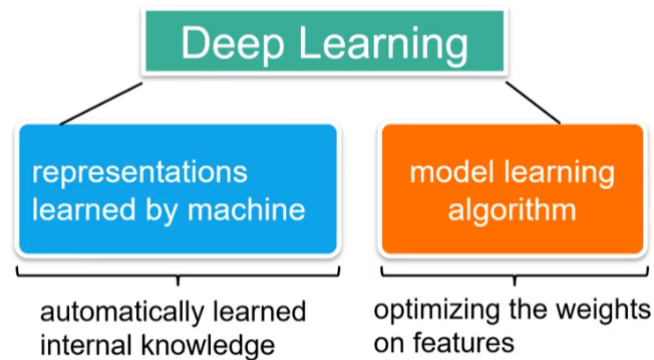 Deep Learning
representations
learned by machine
model learning
algorithm
automatically learned
internal knowledge
optimizing the weights
on features